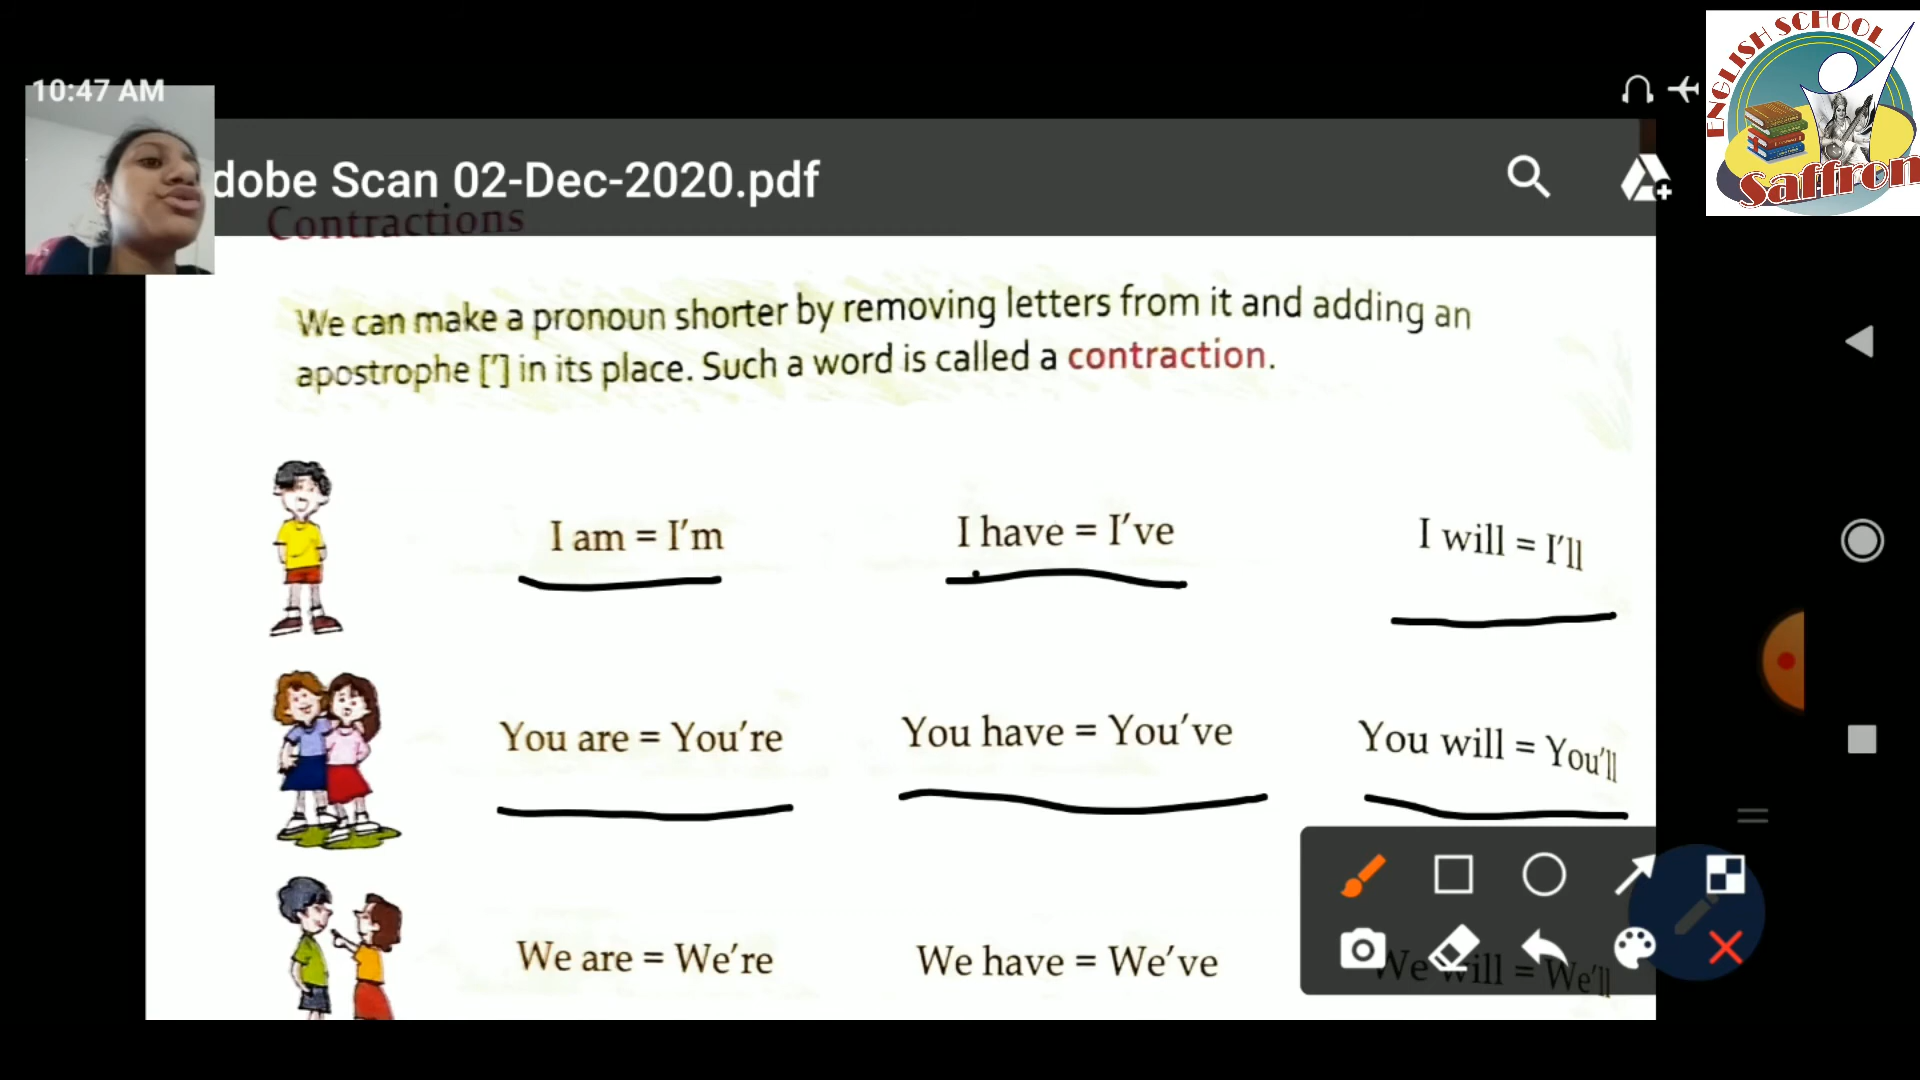 ENGLISH SCHOOL
Saffron
10:47 AM
dobe Scan 02-Dec-2020.pdf
Contractions
We can make a pronoun shorter by removing letters from it and adding an
apostrophe ['] in its place. Such a word is called a contraction.
I am = I'm I have = I've I will = I'll
You are = You're You have = You've You will = You'll
We are = We're We have = We've We will = We'll